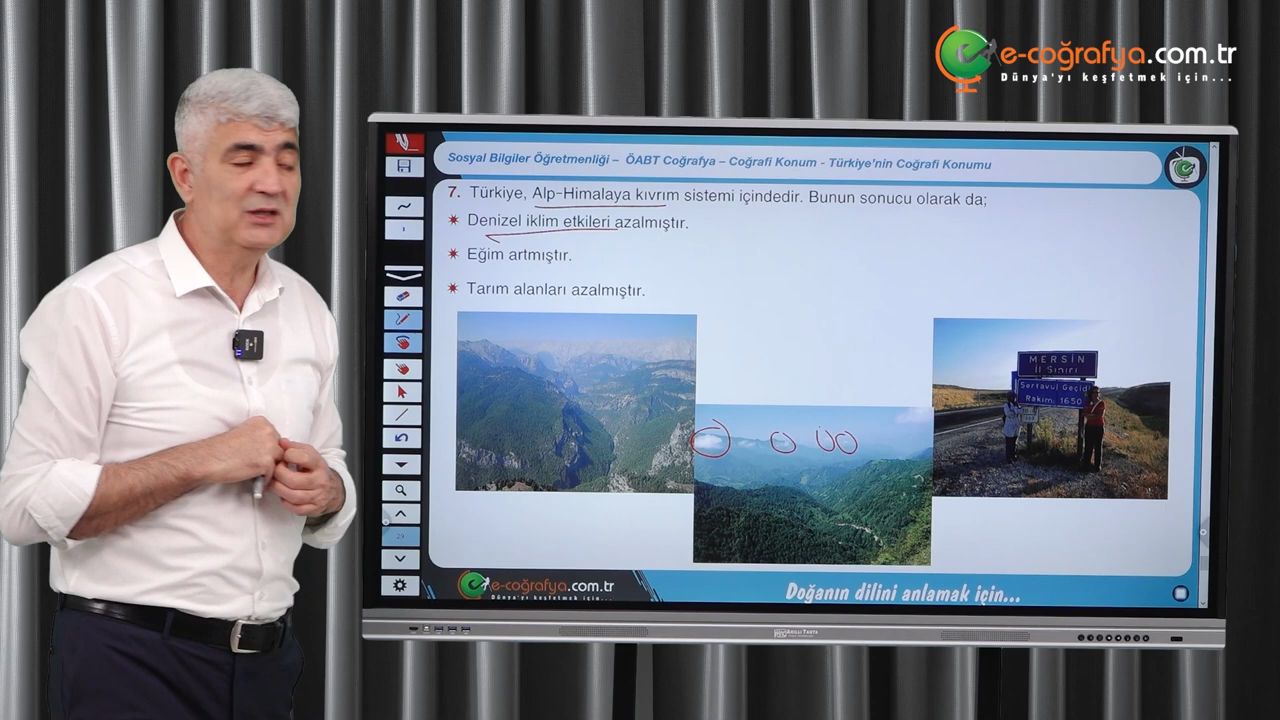 e-coğrafya.com.tr
Dünya'yı keşfetmek için...
Sosyal Bilgiler Öğretmenliği – ÖABT Coğrafya – Coğrafi Konum - Türkiye'nin Coğrafi Konumu
7. Türkiye, Alp-Himalaya kıvrım sistemi içindedir. Bunun sonucu olarak da;
Denizel iklim etkileri azalmıştır.
Eğim artmıştır.
Tarım alanları azalmıştır.
MERSİN
İl Sınırı
Sertavul Geçidi
Rakım: 1650
e-coğrafya.com.tr
Dünya'yı keşfetmek için...
Doğanın dilini anlamak için...
AKILLI TAHTA